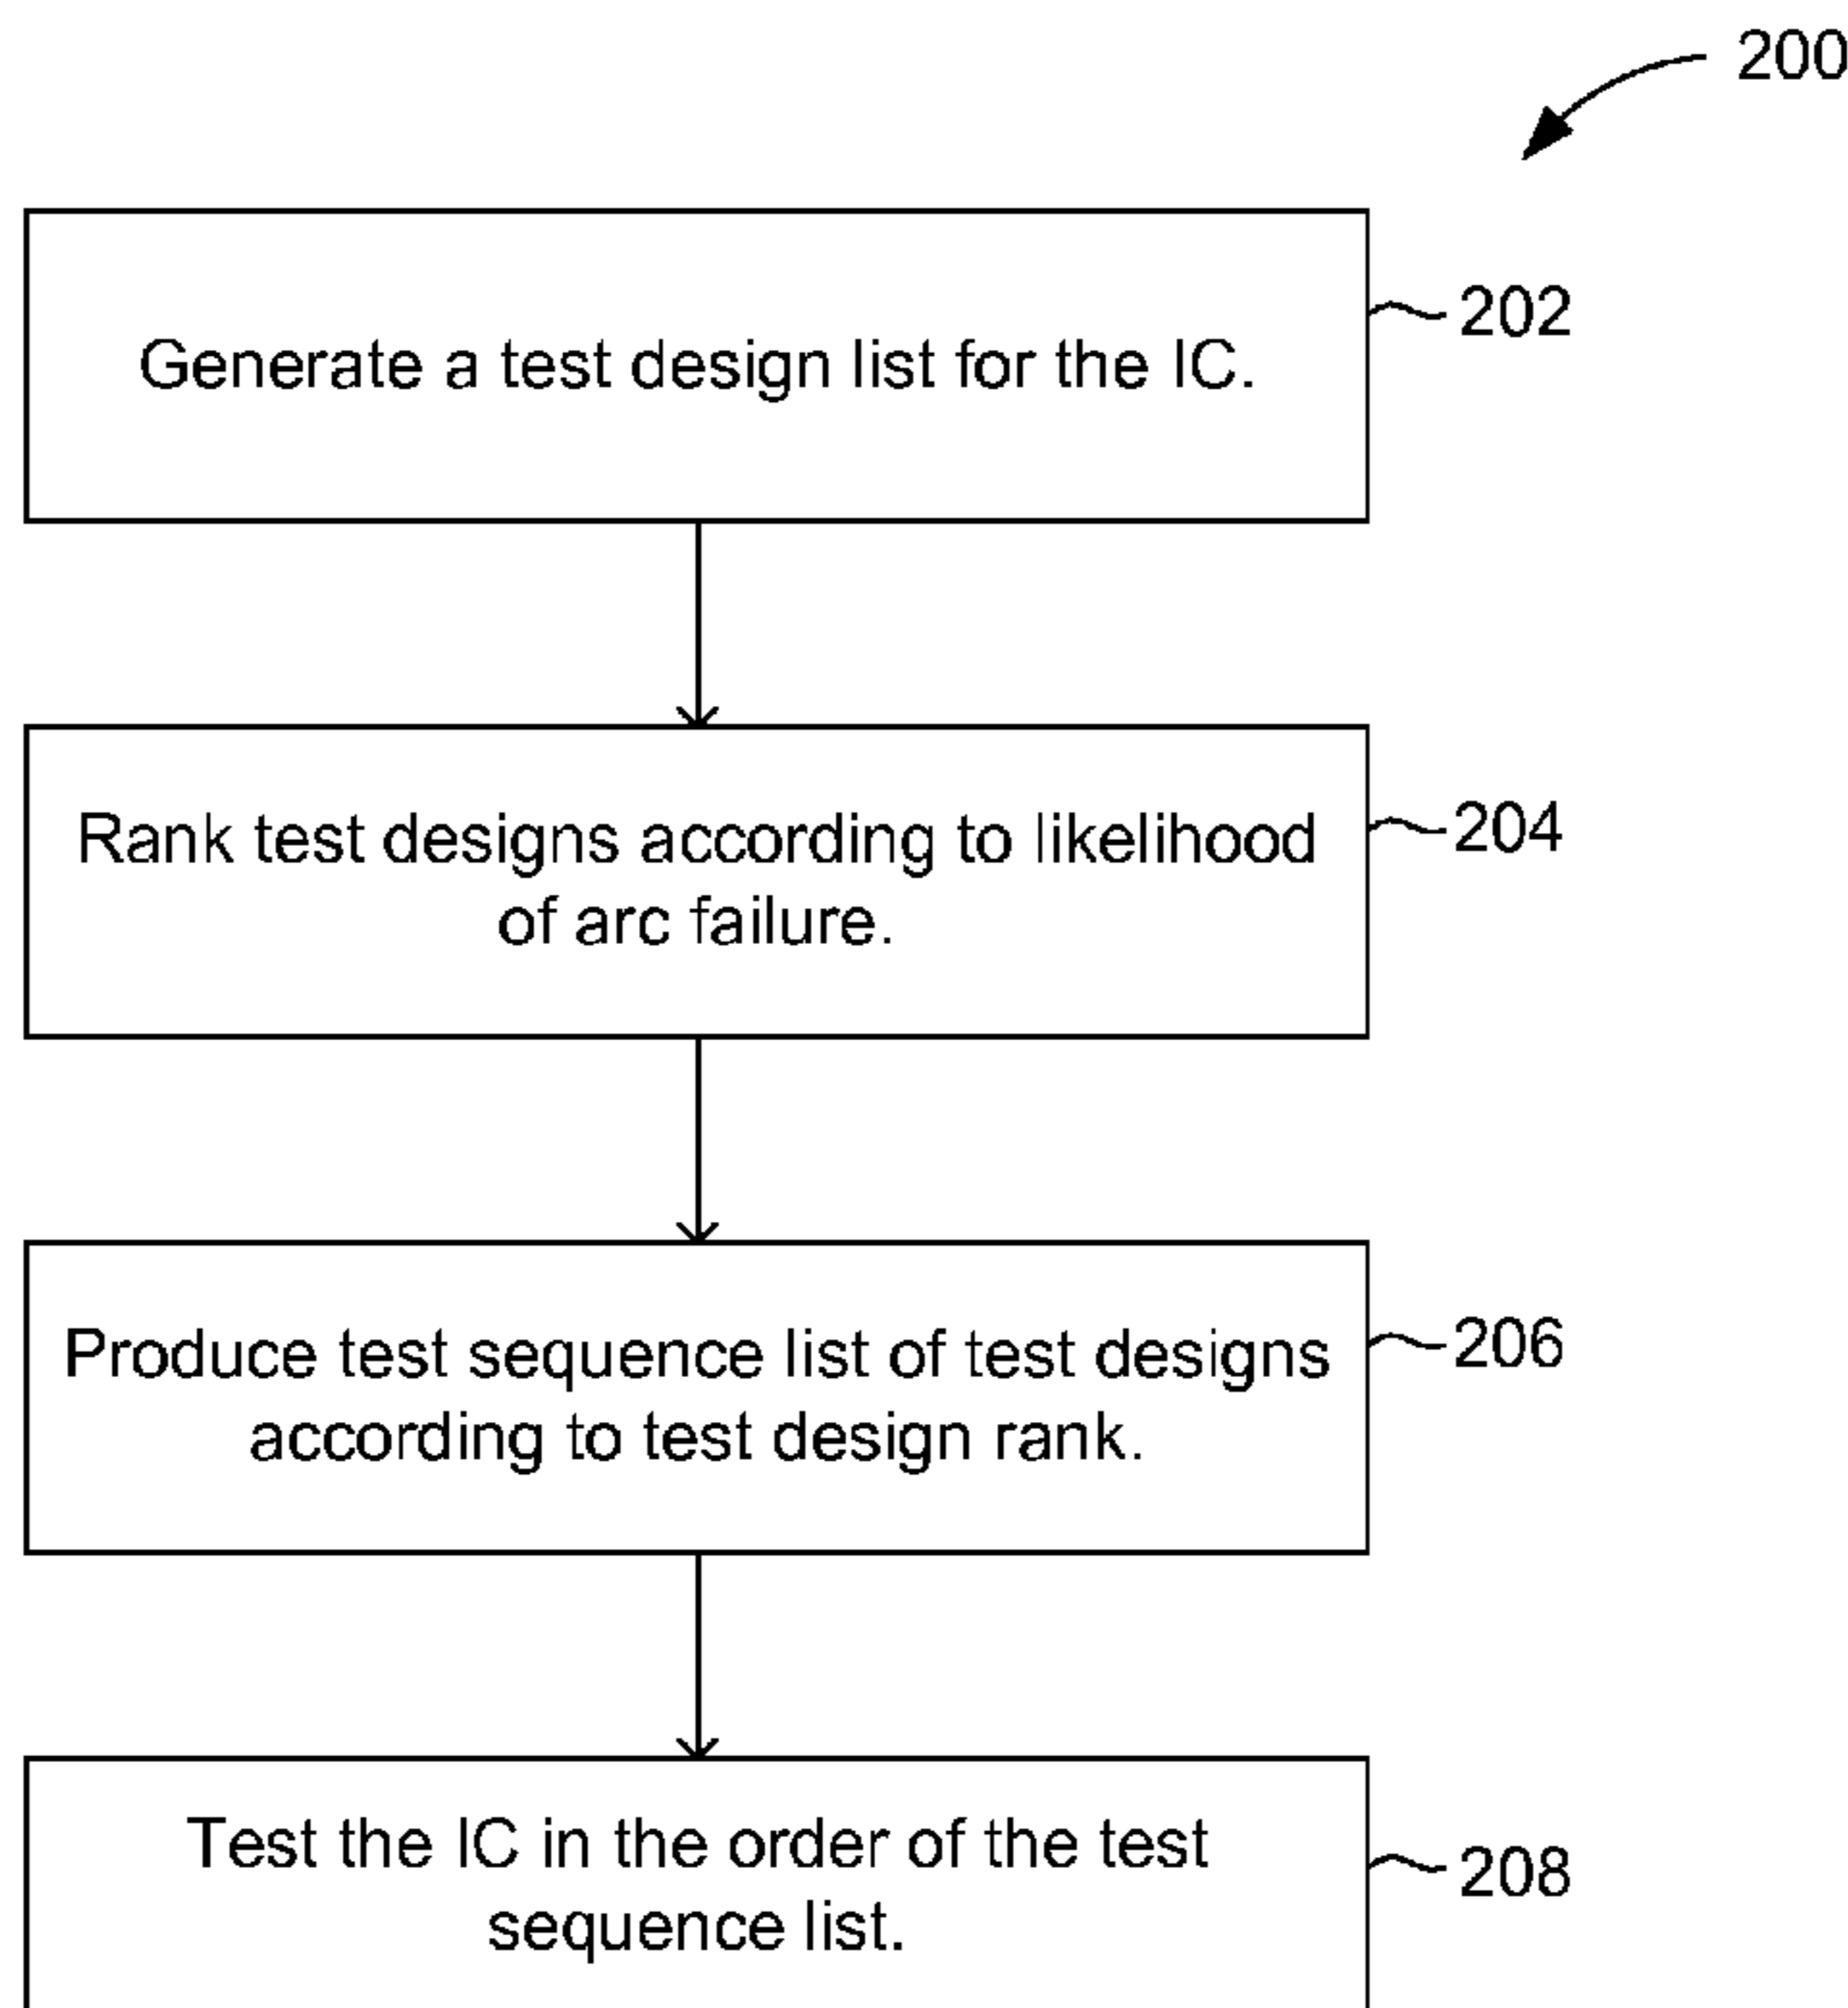 200
Generate a test design list for the IC.
202
Rank test designs according to likelihood
of arc failure.
204
Produce test sequence list of test designs
according to test design rank.
206
Test the IC in the order of the test
sequence list.
208